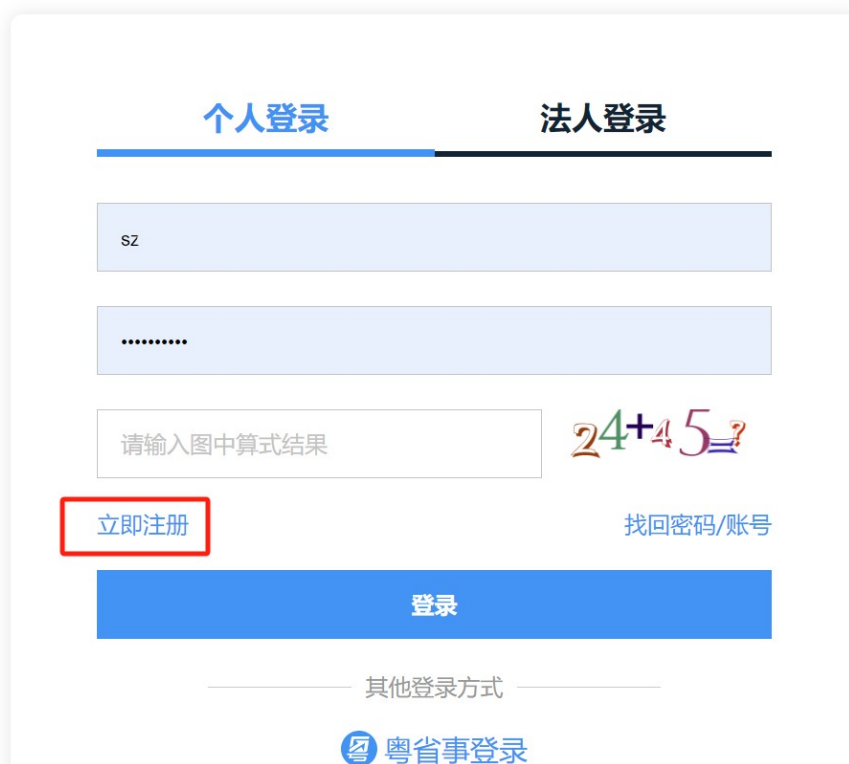 个人登录 法人登录
sz
••••••••••
请输入图中算式结果 24+45=?
立即注册 找回密码/账号
登录
其他登录方式
粤省事登录